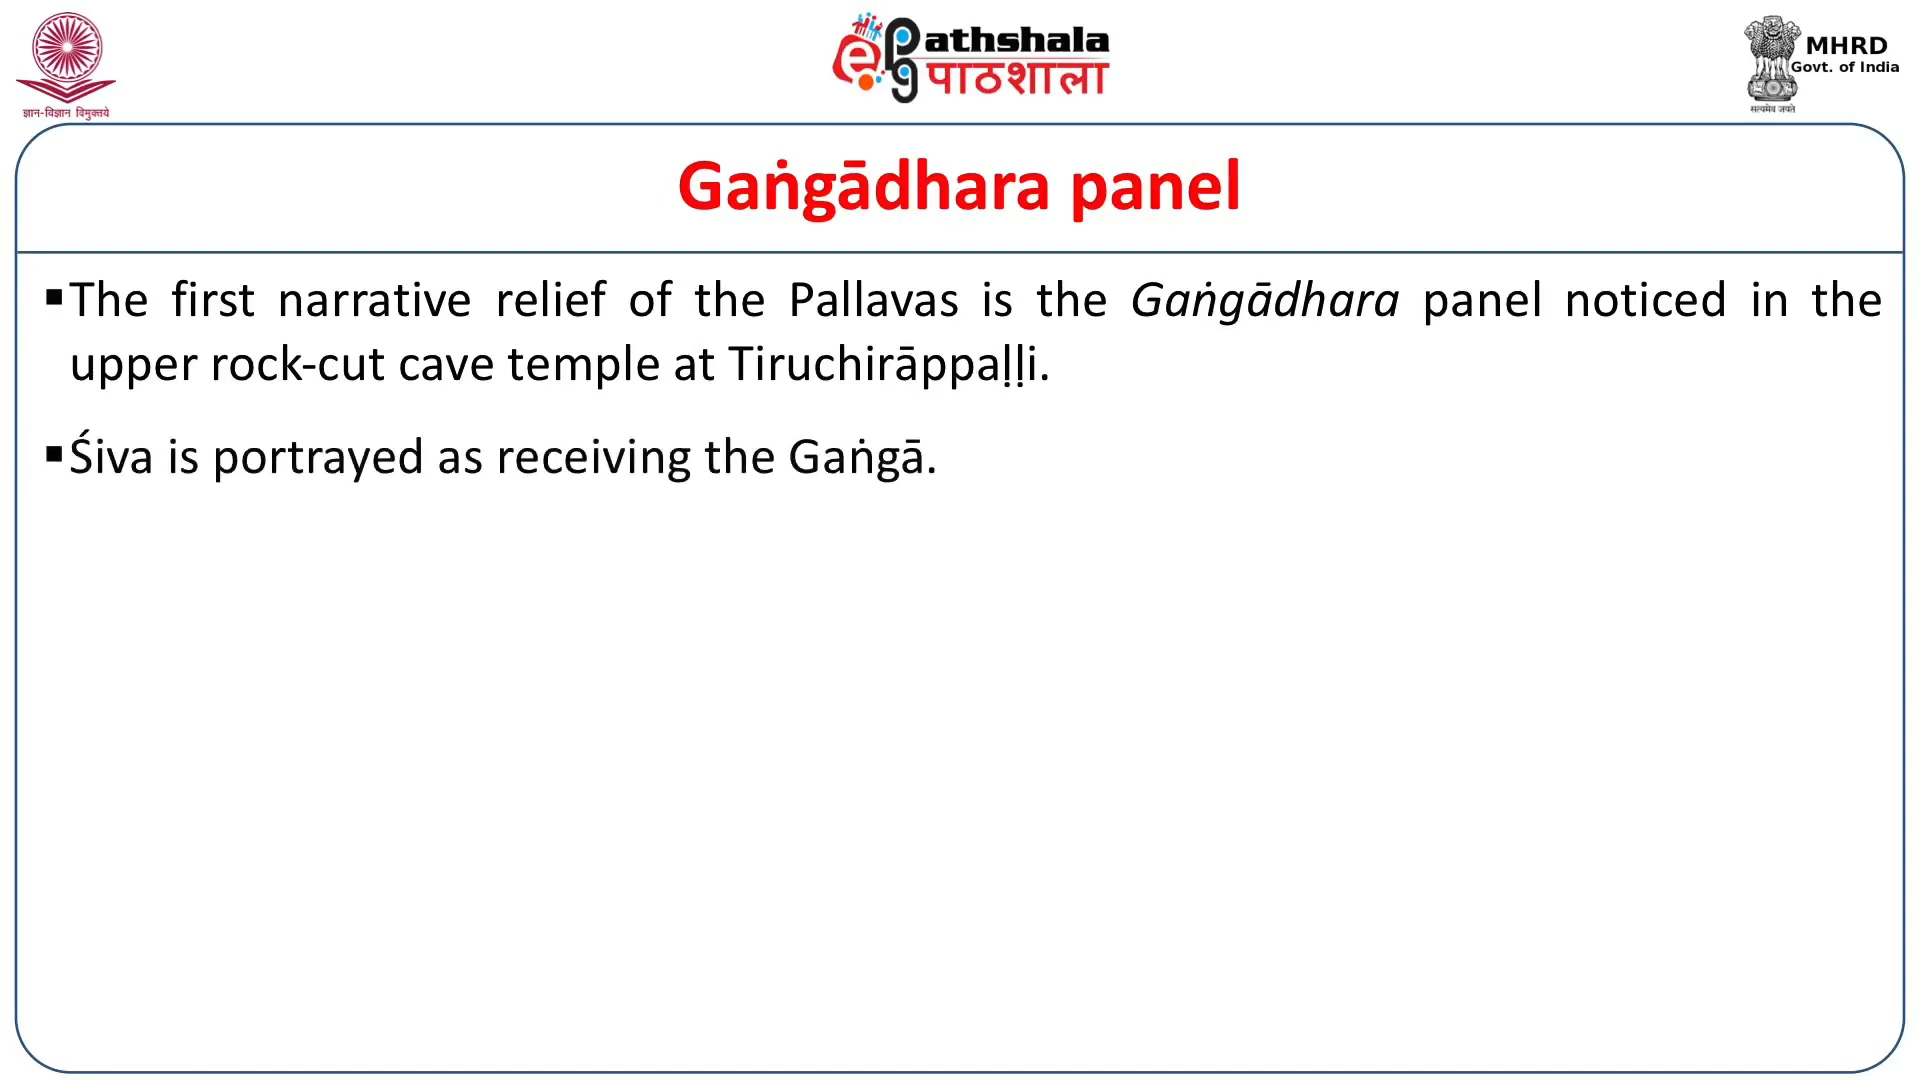 ज्ञान-विज्ञान विमुक्तये
ePathshala
पाठशाला
MHRD
Govt. of India
सत्यमेव जयते
Gaṅgādhara panel
▪The first narrative relief of the Pallavas is the Gaṅgādhara panel noticed in the
upper rock-cut cave temple at Tiruchirāppaḷḷi.
▪Śiva is portrayed as receiving the Gaṅgā.